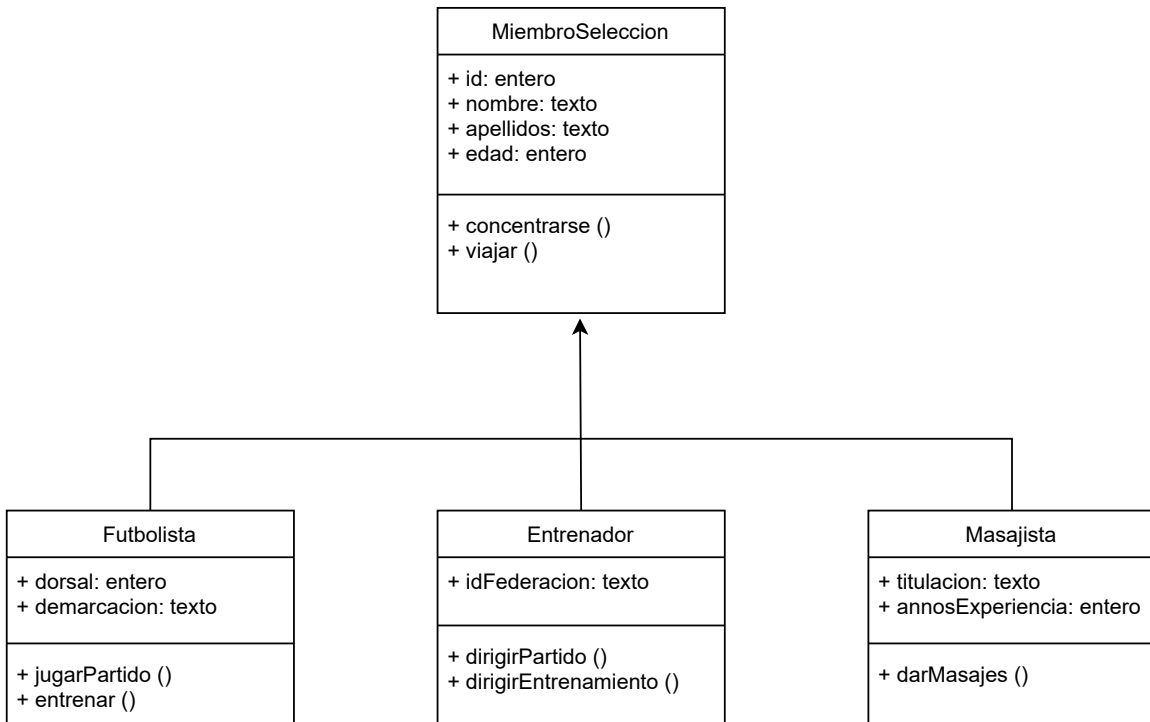 MiembroSeleccion
+ id: entero
+ nombre: texto
+ apellidos: texto
+ edad: entero
+ concentrarse ()
+ viajar ()
Futbolista
+ dorsal: entero
+ demarcacion: texto
+ jugarPartido ()
+ entrenar ()
Entrenador
+ idFederacion: texto
+ dirigirPartido ()
+ dirigirEntrenamiento ()
Masajista
+ titulacion: texto
+ annosExperiencia: entero
+ darMasajes ()